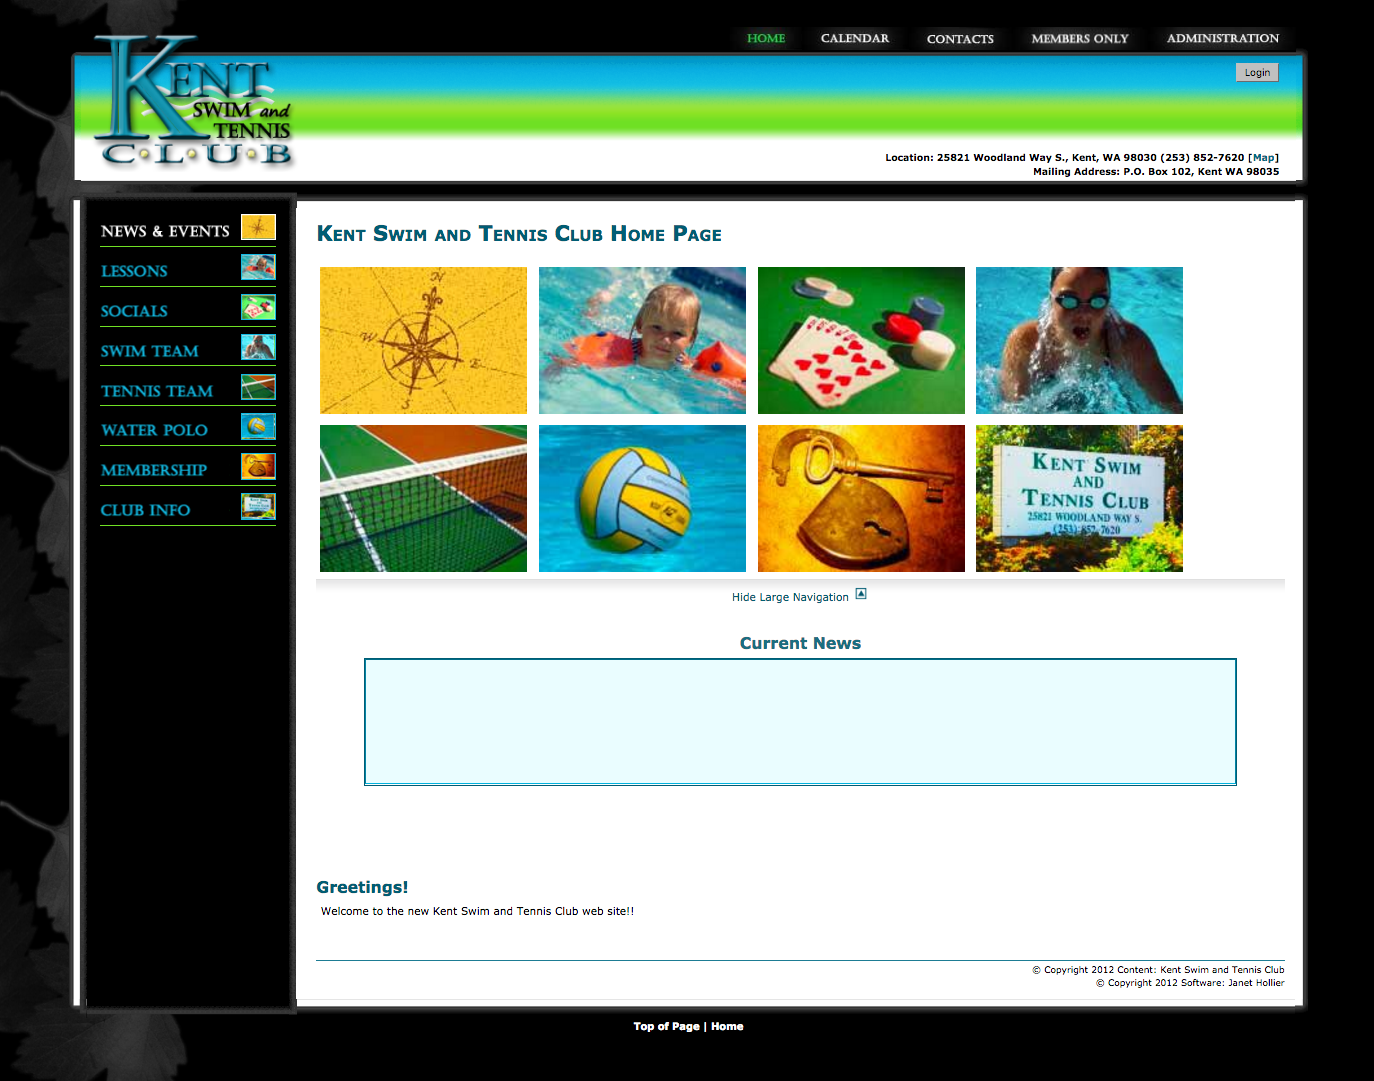 HOME CALENDAR CONTACTS MEMBERS ONLY ADMINISTRATION
Login
KENT
SWIM and
TENNIS
C·L·U·B
Location: 25821 Woodland Way S., Kent, WA 98030 (253) 852-7620 [Map]
Mailing Address: P.O. Box 102, Kent WA 98035
NEWS & EVENTS
LESSONS
SOCIALS
SWIM TEAM
TENNIS TEAM
WATER POLO
MEMBERSHIP
CLUB INFO
Kent Swim and Tennis Club Home Page
N
W
E
S
KENT SWIM
AND
TENNIS CLUB
25821 WOODLAND WAY S.
(253) 852-7620
Hide Large Navigation
Current News
Greetings!
Welcome to the new Kent Swim and Tennis Club web site!!
© Copyright 2012 Content: Kent Swim and Tennis Club
© Copyright 2012 Software: Janet Hollier
Top of Page | Home